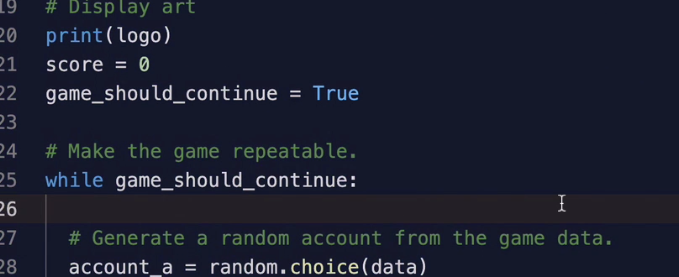 19 # Display art
20 print(logo)
21 score = 0
22 game_should_continue = True
23
24 # Make the game repeatable.
25 while game_should_continue:
26
27 # Generate a random account from the game data.
28 account_a = random.choice(data)